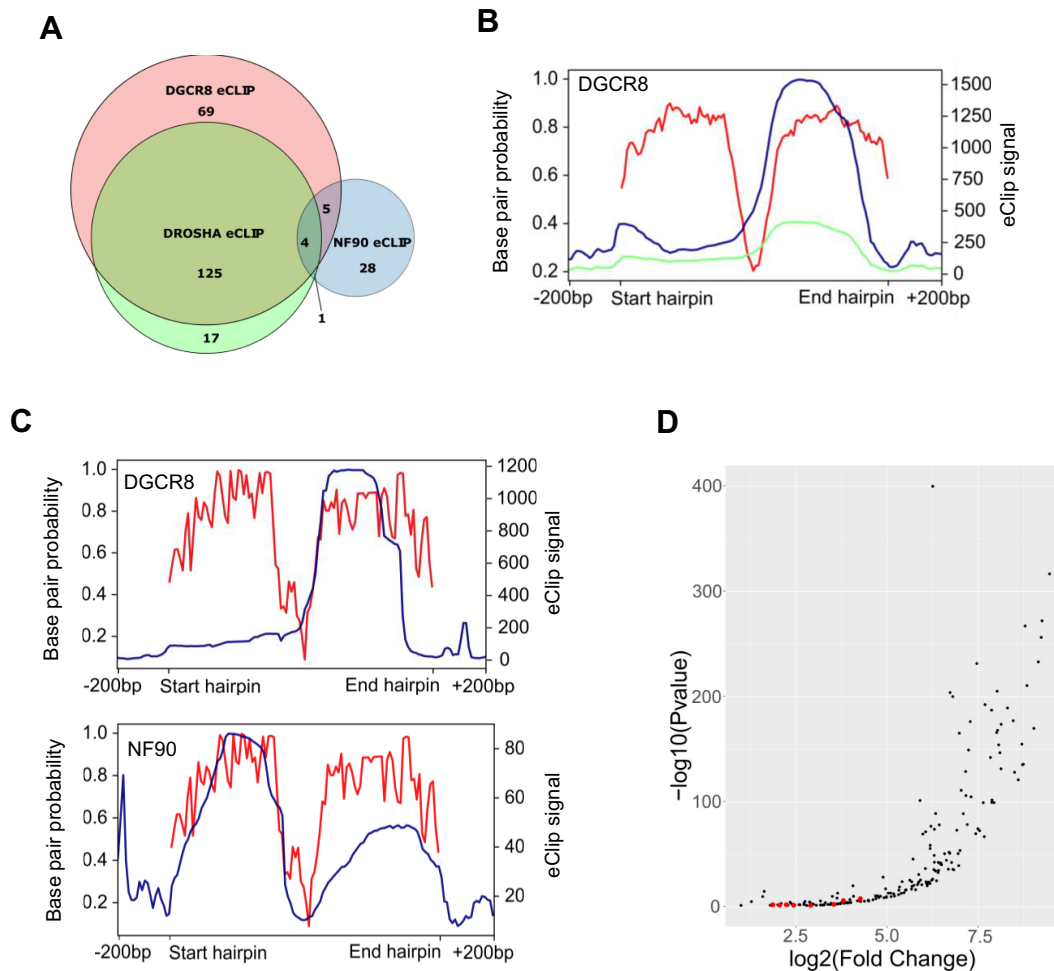 A
DGCR8 eCLIP
69
DROSHA eCLIP
125
5
4
NF90 eCLIP
28
1
17
B
DGCR8
1.0
0.8
0.6
0.4
0.2
Base pair probability
1500
1250
1000
750
500
250
0
eClip signal
-200bp Start hairpin End hairpin +200bp
C
DGCR8
1.0
0.8
0.6
0.4
0.2
Base pair probability
1200
1000
800
600
400
200
0
eClip signal
-200bp Start hairpin End hairpin +200bp
NF90
1.0
0.8
0.6
0.4
0.2
Base pair probability
80
60
40
20
eClip signal
-200bp Start hairpin End hairpin +200bp
D
400
300
200
100
0
−log10(Pvalue)
2.5 5.0 7.5
log2(Fold Change)